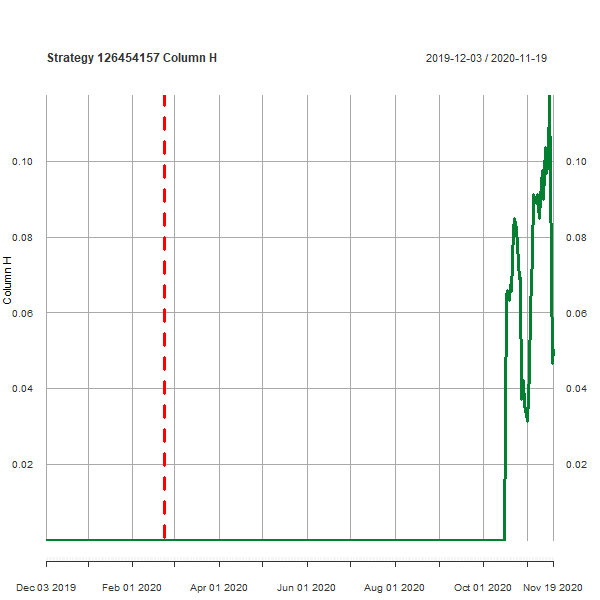 Strategy 126454157 Column H
2019-12-03 / 2020-11-19
0.10 0.10
0.08 0.08
Column H
0.06 0.06
0.04 0.04
0.02 0.02
Dec 03 2019 Feb 01 2020 Apr 01 2020 Jun 01 2020 Aug 01 2020 Oct 01 2020 Nov 19 2020